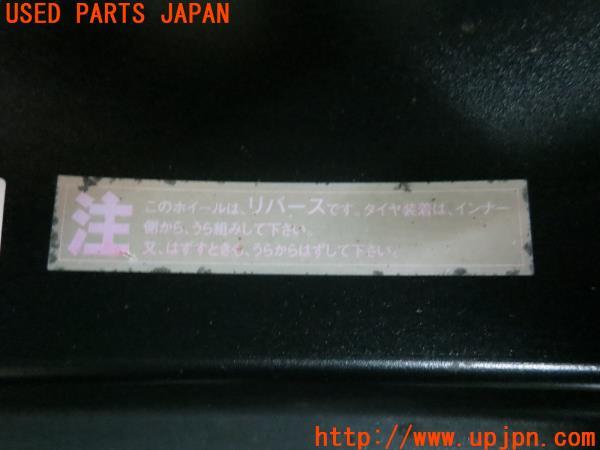 USED PARTS JAPAN
注
このホイールは、リバースです。タイヤ装着は、インナー
側から、うら組みして下さい。
又、はずすときも、うらからはずして下さい。
http://www.upjpn.com